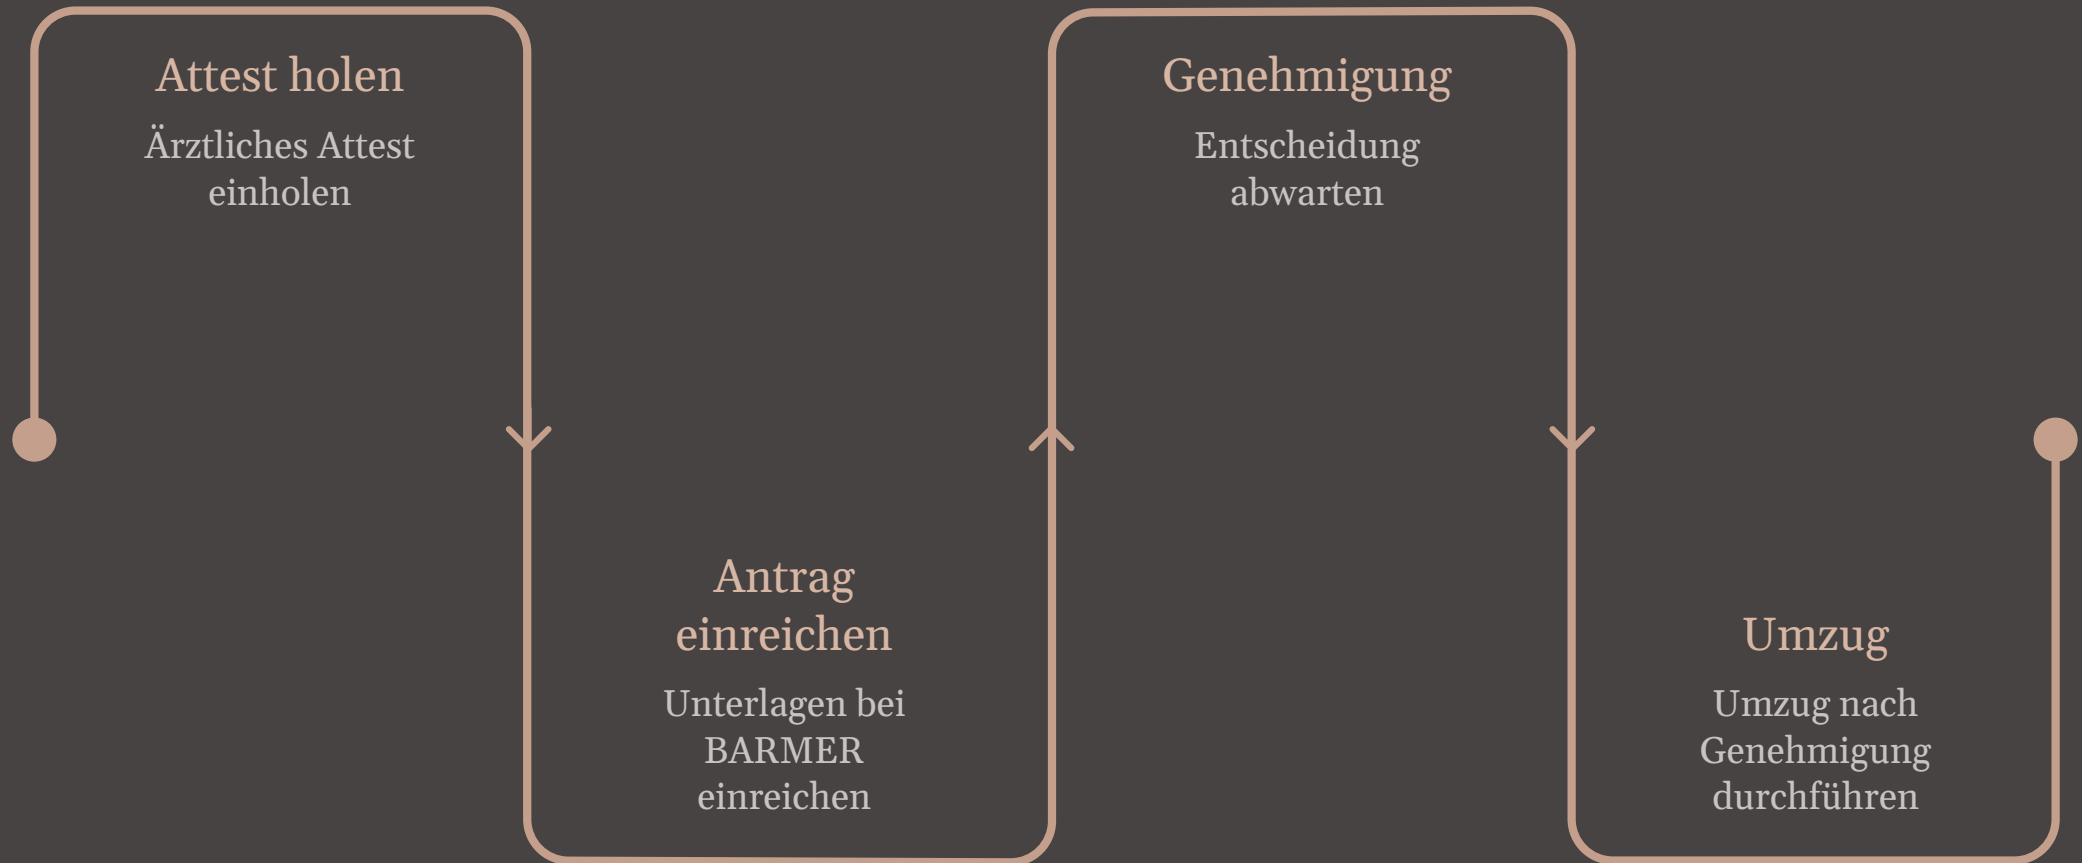 Attest holen
Ärztliches Attest
einholen
Antrag
einreichen
Unterlagen bei
BARMER
einreichen
Genehmigung
Entscheidung
abwarten
Umzug
Umzug nach
Genehmigung
durchführen